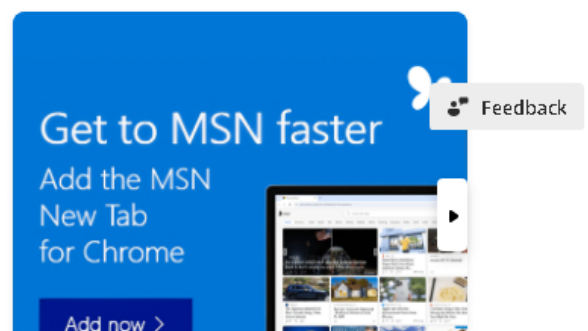 Get to MSN faster
Feedback
Add the MSN
New Tab
for Chrome
Add now >